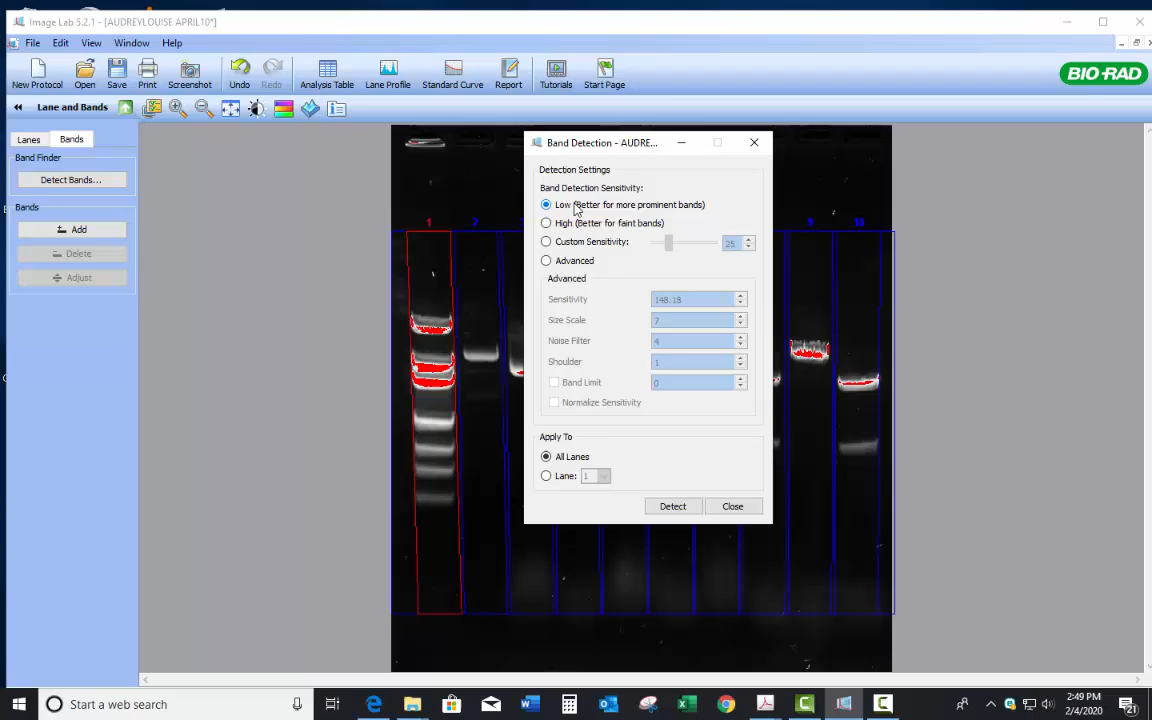 Image Lab 5.2.1 - [AUDREYLOUISE APRIL10*]
File Edit View Window Help
New Protocol Open Save Print Screenshot Undo Redo Analysis Table Lane Profile Standard Curve Report Tutorials Start Page
BIO-RAD
Lane and Bands
Lanes Bands
Band Finder
Detect Bands...
Bands
Add
Delete
Adjust
1 2 9 10
Band Detection - AUDRE...
Detection Settings
Band Detection Sensitivity:
Low (Better for more prominent bands)
High (Better for faint bands)
Custom Sensitivity: 25
Advanced
Advanced
Sensitivity 148.18
Size Scale 7
Noise Filter 4
Shoulder 1
Band Limit 0
Normalize Sensitivity
Apply To
All Lanes
Lane: 1
Detect Close
Start a web search
2:49 PM
2/4/2020
21